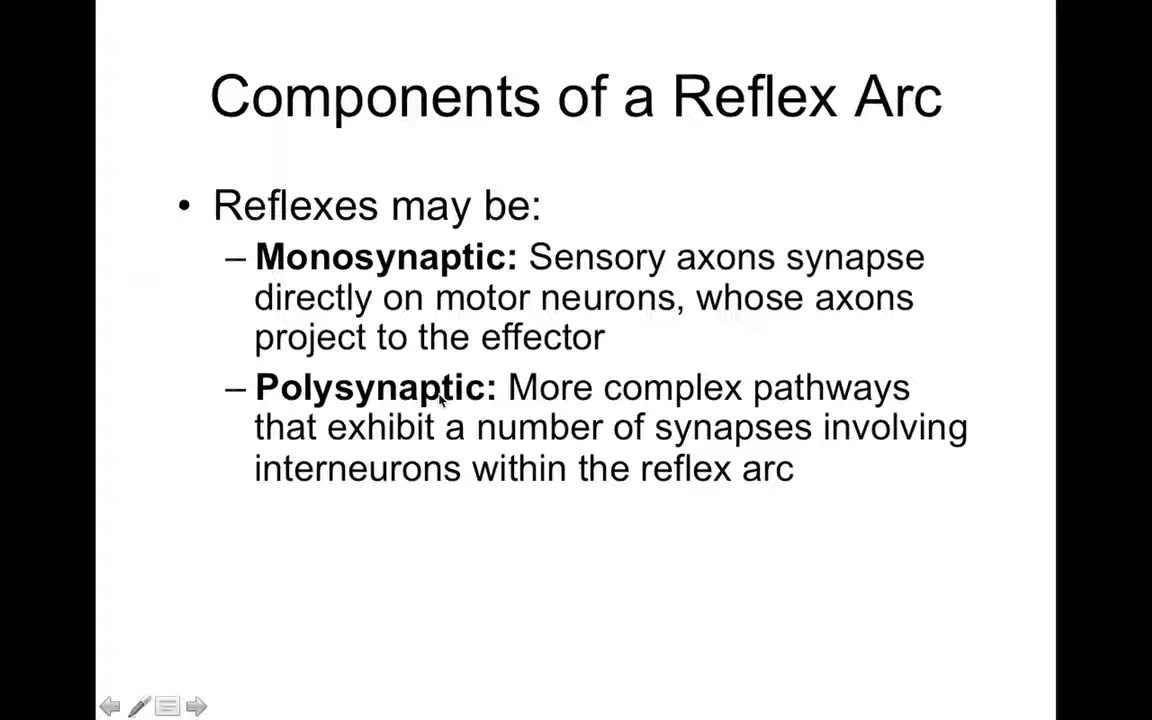 Components of a Reflex Arc
• Reflexes may be:
– Monosynaptic: Sensory axons synapse
directly on motor neurons, whose axons
project to the effector
– Polysynaptic: More complex pathways
that exhibit a number of synapses involving
interneurons within the reflex arc